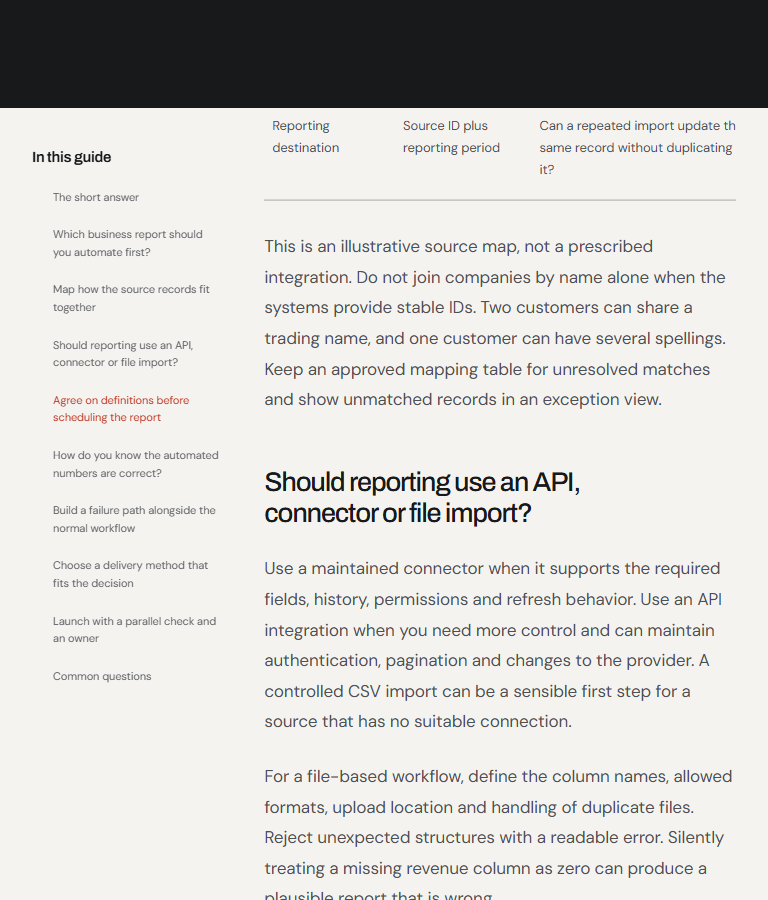 In this guide
The short answer
Which business report should
you automate first?
Map how the source records fit
together
Should reporting use an API,
connector or file import?
Agree on definitions before
scheduling the report
How do you know the automated
numbers are correct?
Build a failure path alongside the
normal workflow
Choose a delivery method that
fits the decision
Launch with a parallel check and
an owner
Common questions
Reporting
destination
Source ID plus
reporting period
Can a repeated import update th
same record without duplicating
it?
This is an illustrative source map, not a prescribed
integration. Do not join companies by name alone when the
systems provide stable IDs. Two customers can share a
trading name, and one customer can have several spellings.
Keep an approved mapping table for unresolved matches
and show unmatched records in an exception view.
Should reporting use an API,
connector or file import?
Use a maintained connector when it supports the required
fields, history, permissions and refresh behavior. Use an API
integration when you need more control and can maintain
authentication, pagination and changes to the provider. A
controlled CSV import can be a sensible first step for a
source that has no suitable connection.
For a file-based workflow, define the column names, allowed
formats, upload location and handling of duplicate files.
Reject unexpected structures with a readable error. Silently
treating a missing revenue column as zero can produce a
plausible report that is wrong.